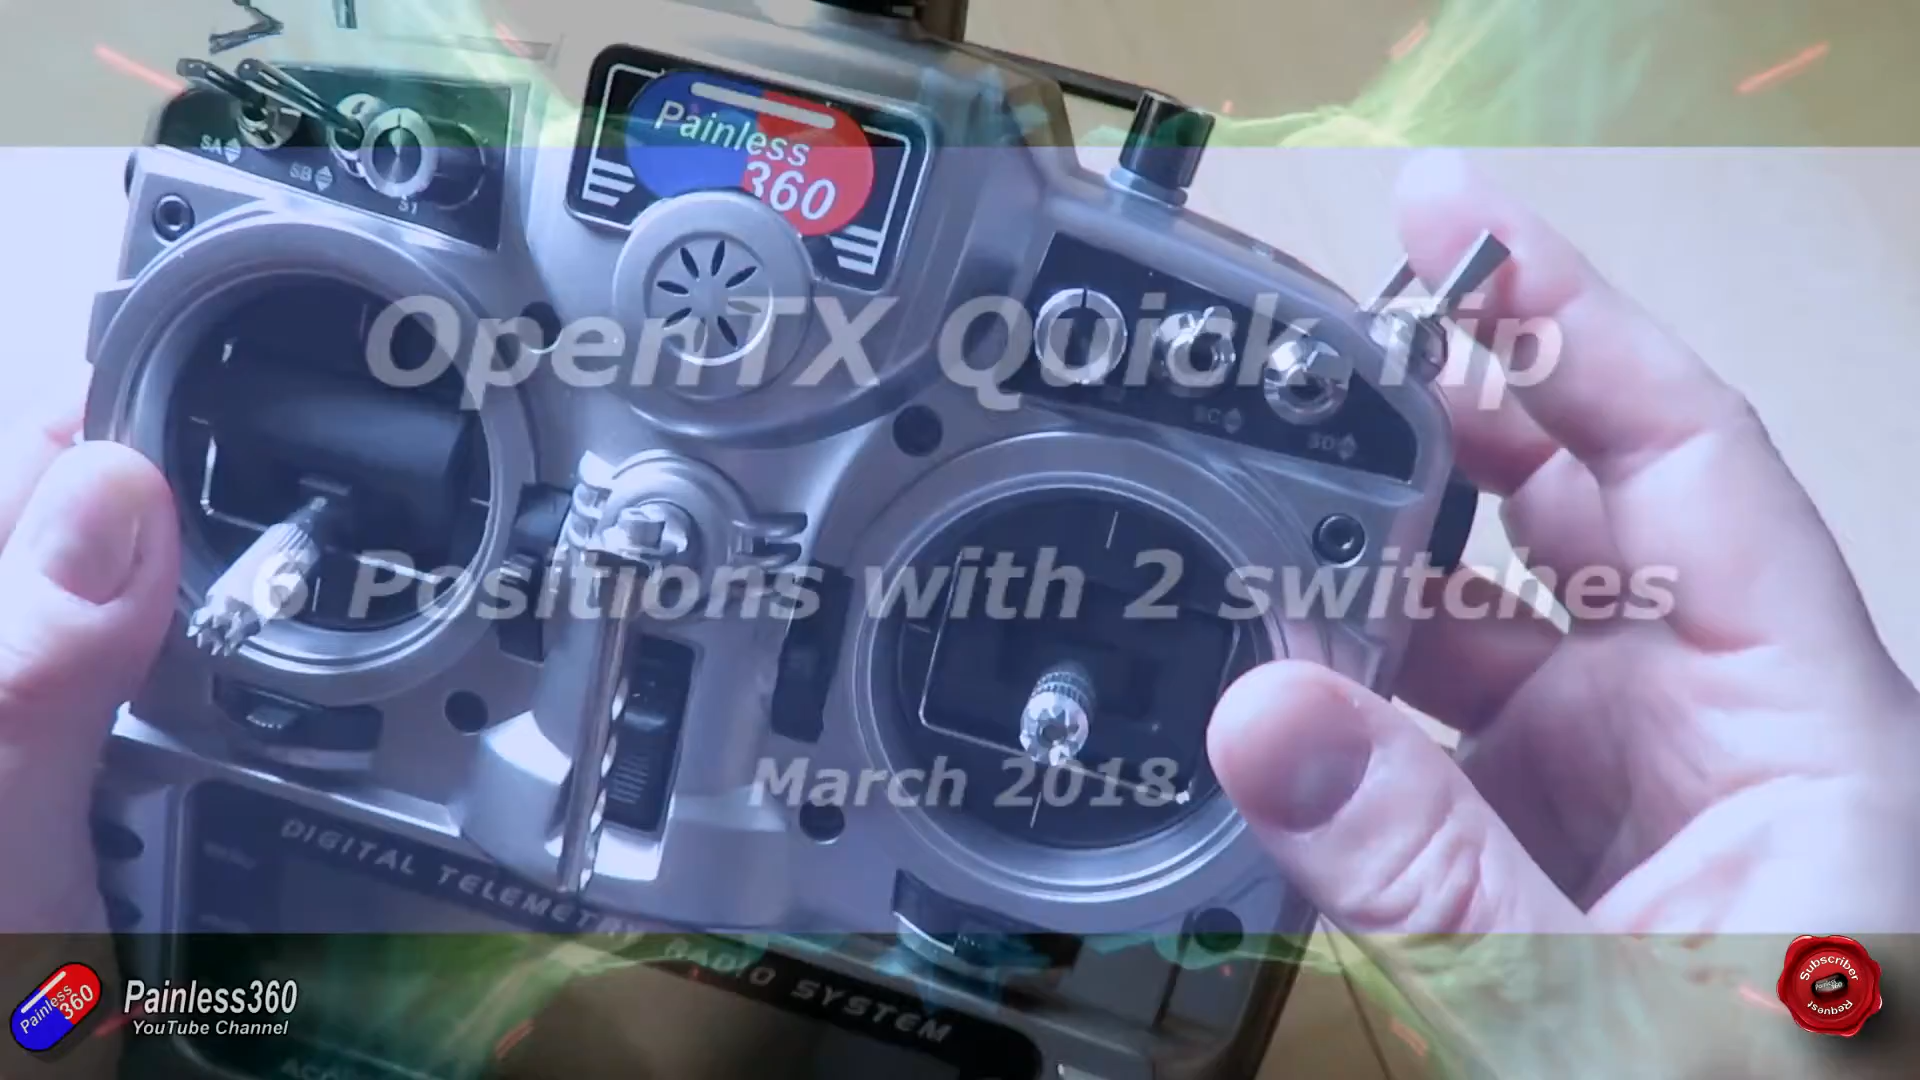 SA
SB
S1
Painless
360
OpenTX Quick Tip
SC
SD
6 Positions with 2 switches
March 2018
DIGITAL TELEMETRY RADIO SYSTEM
Painless
360
Painless360
YouTube Channel
Subscriber
Request